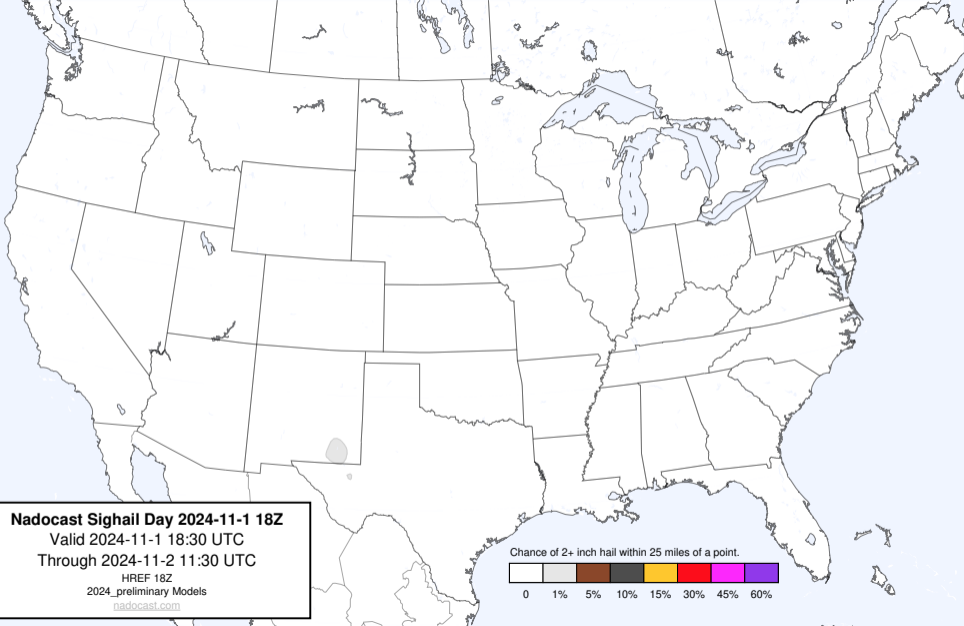 Nadocast Sighail Day 2024-11-1 18Z
Valid 2024-11-1 18:30 UTC
Through 2024-11-2 11:30 UTC
HREF 18Z
2024_preliminary Models
nadocast.com
Chance of 2+ inch hail within 25 miles of a point.
0 1% 5% 10% 15% 30% 45% 60%